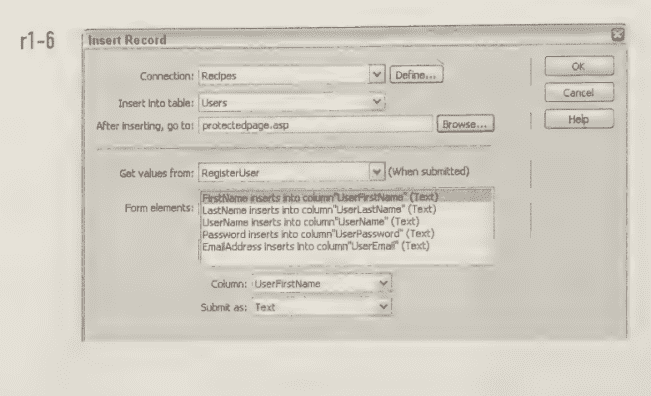 r1-6
Insert Record
Connection: Recipes Define...
Insert into table: Users
After inserting, go to: protectedpage.asp Browse...
OK
Cancel
Help
Get values from: RegisterUser (When submitted)
Form elements:
FirstName inserts into column"UserFirstName" (Text)
LastName inserts into column"UserLastName" (Text)
UserName inserts into column"UserName" (Text)
Password inserts into column"UserPassword" (Text)
EmailAddress inserts into column"UserEmail" (Text)
Column: UserFirstName
Submit as: Text